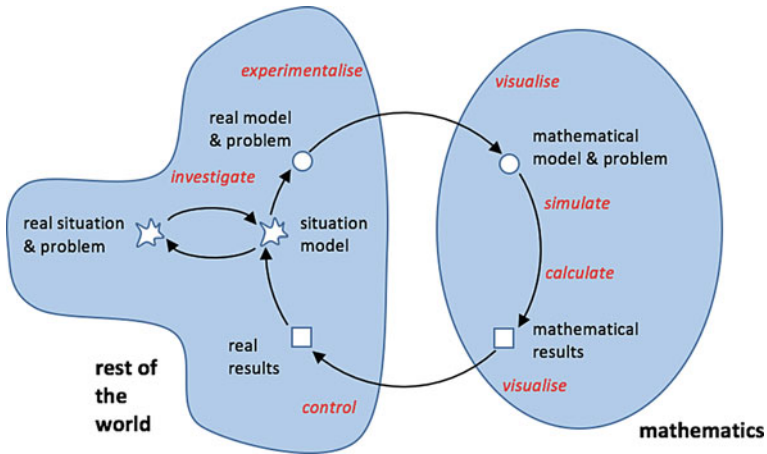 experimentalise
visualise
real model
& problem
mathematical
model & problem
investigate
simulate
real situation
& problem
situation
model
calculate
real
results
mathematical
results
rest of
the
world
control
visualise
mathematics